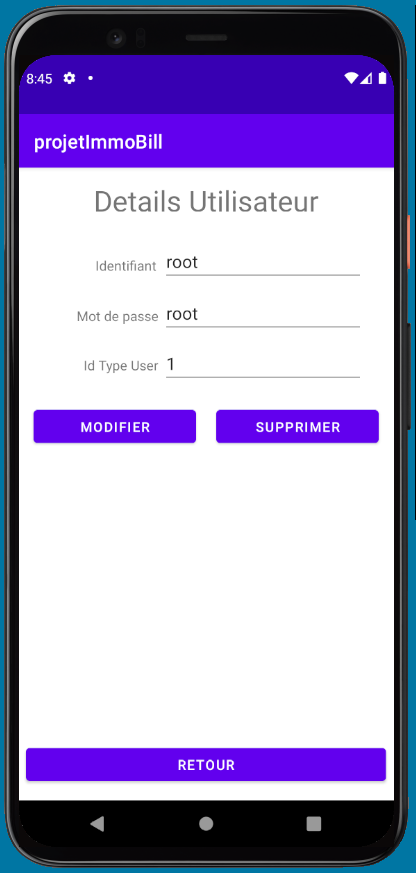 8:45
projetImmoBill
Details Utilisateur
Identifiant root
Mot de passe root
Id Type User 1
MODIFIER SUPPRIMER
RETOUR